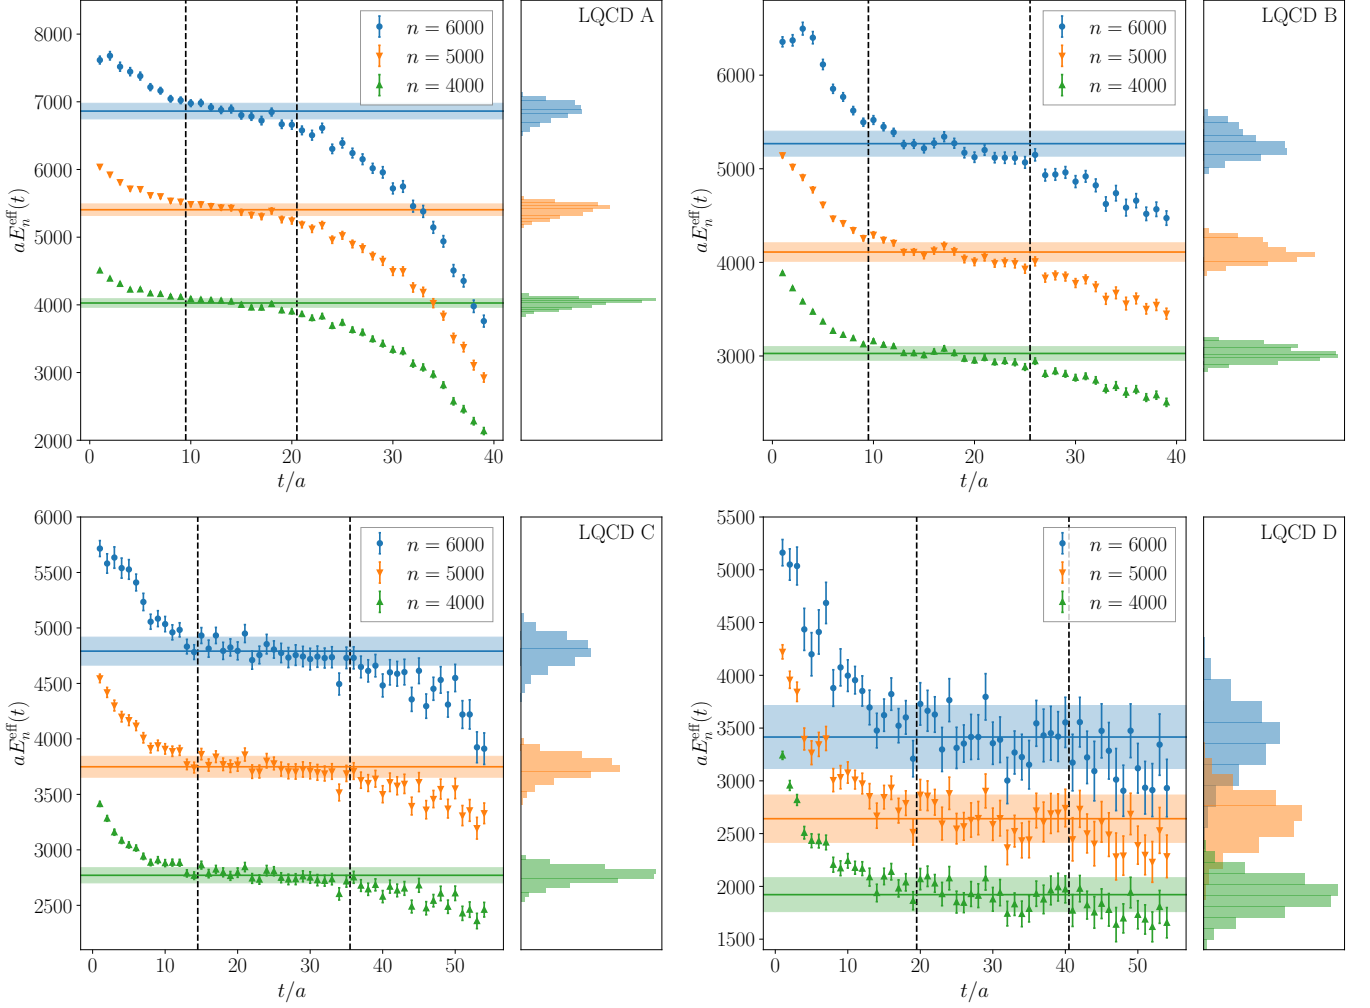 LQCD A
n = 6000
n = 5000
n = 4000
8000
7000
6000
5000
4000
3000
2000
aE_n^eff(t)
0 10 20 30 40
t/a
LQCD B
n = 6000
n = 5000
n = 4000
6000
5000
4000
3000
aE_n^eff(t)
0 10 20 30 40
t/a
LQCD C
n = 6000
n = 5000
n = 4000
6000
5500
5000
4500
4000
3500
3000
2500
aE_n^eff(t)
0 10 20 30 40 50
t/a
LQCD D
n = 6000
n = 5000
n = 4000
5500
5000
4500
4000
3500
3000
2500
2000
1500
aE_n^eff(t)
0 10 20 30 40 50
t/a